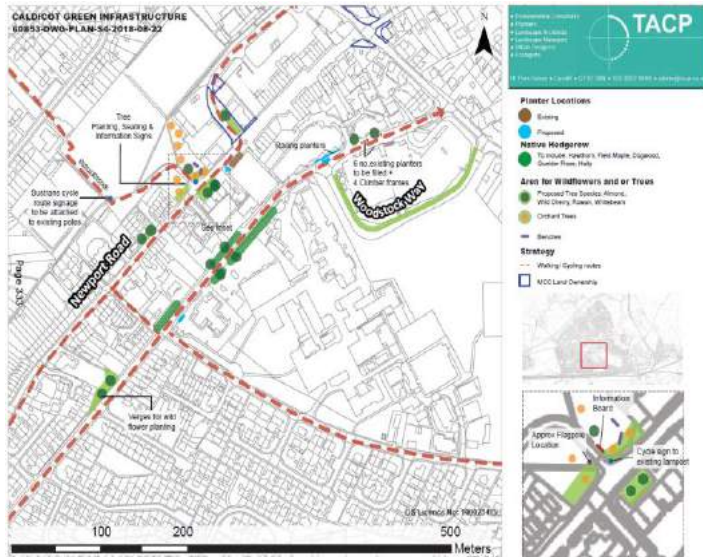 CALDICOT GREEN INFRASTRUCTURE
60853-DWG-PLAN-S4-2018-08-22
N
Tree
Planting, Seating &
Information Signs
Sustrans cycle
route signage
to be attached
to existing poles
Existing planters
6 no.existing planters
to be filled +
4 Climber frames
Woodstock Way
See Inset
Newport Road
Page 333
Verges for wild
flower planting
100
200
500
Meters
TACP
Planter Locations
Existing
Proposed
Native Hedgerow
To include, Hawthorn, Field Maple, Dogwood,
Guelder Rose, Holly
Area for Wildflowers and or Trees
Proposed Tree Species, Almond,
Wild Cherry, Rowan, Whitebeam
Orchard Trees
Benches
Strategy
Walking/ Cycling routes
MCC Land Ownership
Information
Board
Approx Flagpole
Location
Cycle sign to
existing lampost